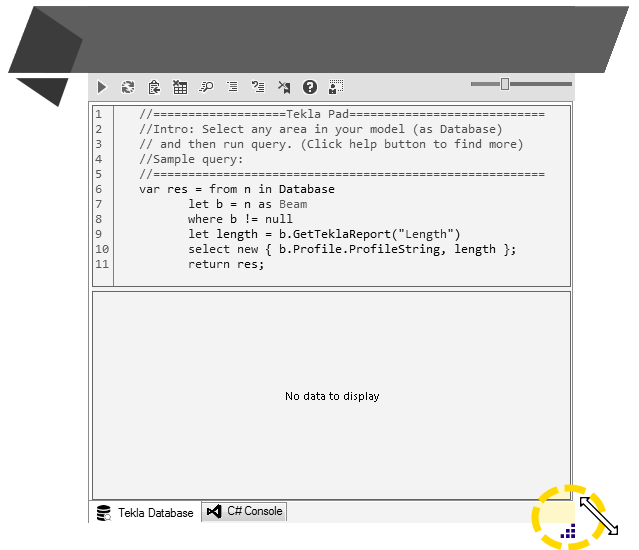 1 //===================Tekla Pad============================
2 //Intro: Select any area in your model (as Database)
3 // and then run query. (Click help button to find more)
4 //Sample query:
5 //========================================================
6 var res = from n in Database
7 let b = n as Beam
8 where b != null
9 let length = b.GetTeklaReport("Length")
10 select new { b.Profile.ProfileString, length };
11 return res;
No data to display
Tekla Database C# Console